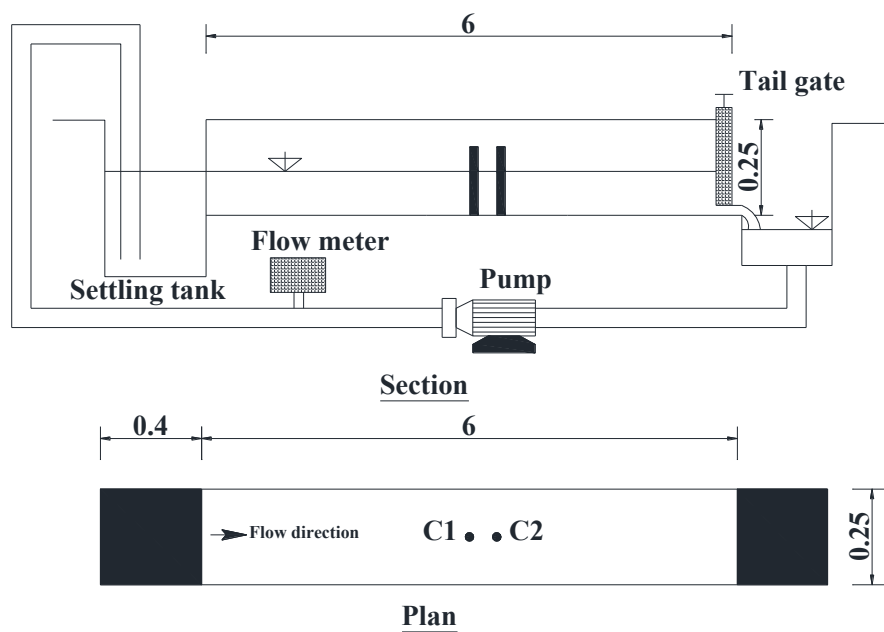 6
Tail gate
0.25
Flow meter
Settling tank
Pump
Section
0.4
6
Flow direction
C1
C2
0.25
Plan